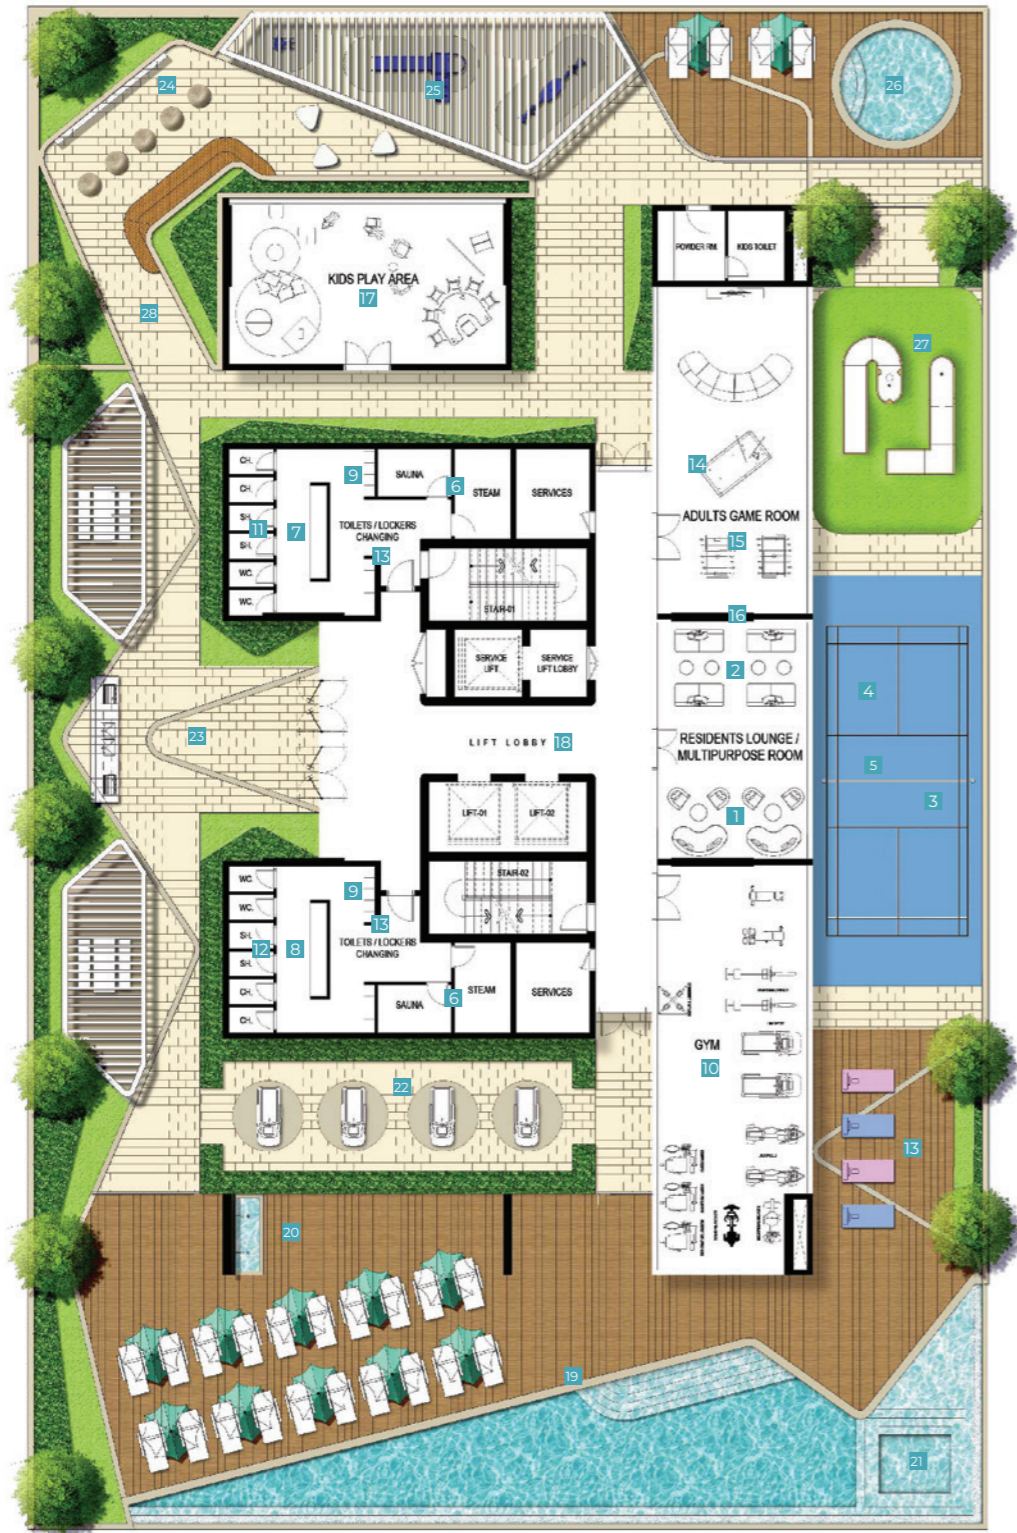 24
25
26
POWDER RM.
KIDS TOILET
KIDS PLAY AREA
17
28
27
CH.
9
SAUNA
6
STEAM
SERVICES
14
CH.
SH.
11
7
TOILETS / LOCKERS
CHANGING
13
ADULTS GAME ROOM
15
SH.
WC.
WC.
STAIR-01
16
SERVICE
LIFT
SERVICE
LIFT LOBBY
2
4
23
LIFT LOBBY 18
RESIDENTS LOUNGE /
MULTIPURPOSE ROOM
5
3
LIFT-01
LIFT-02
1
WC.
9
STAIR-02
WC.
13
SH.
12
8
TOILETS / LOCKERS
CHANGING
SH.
CH.
SAUNA
6
STEAM
SERVICES
CH.
GYM
10
22
13
20
19
21